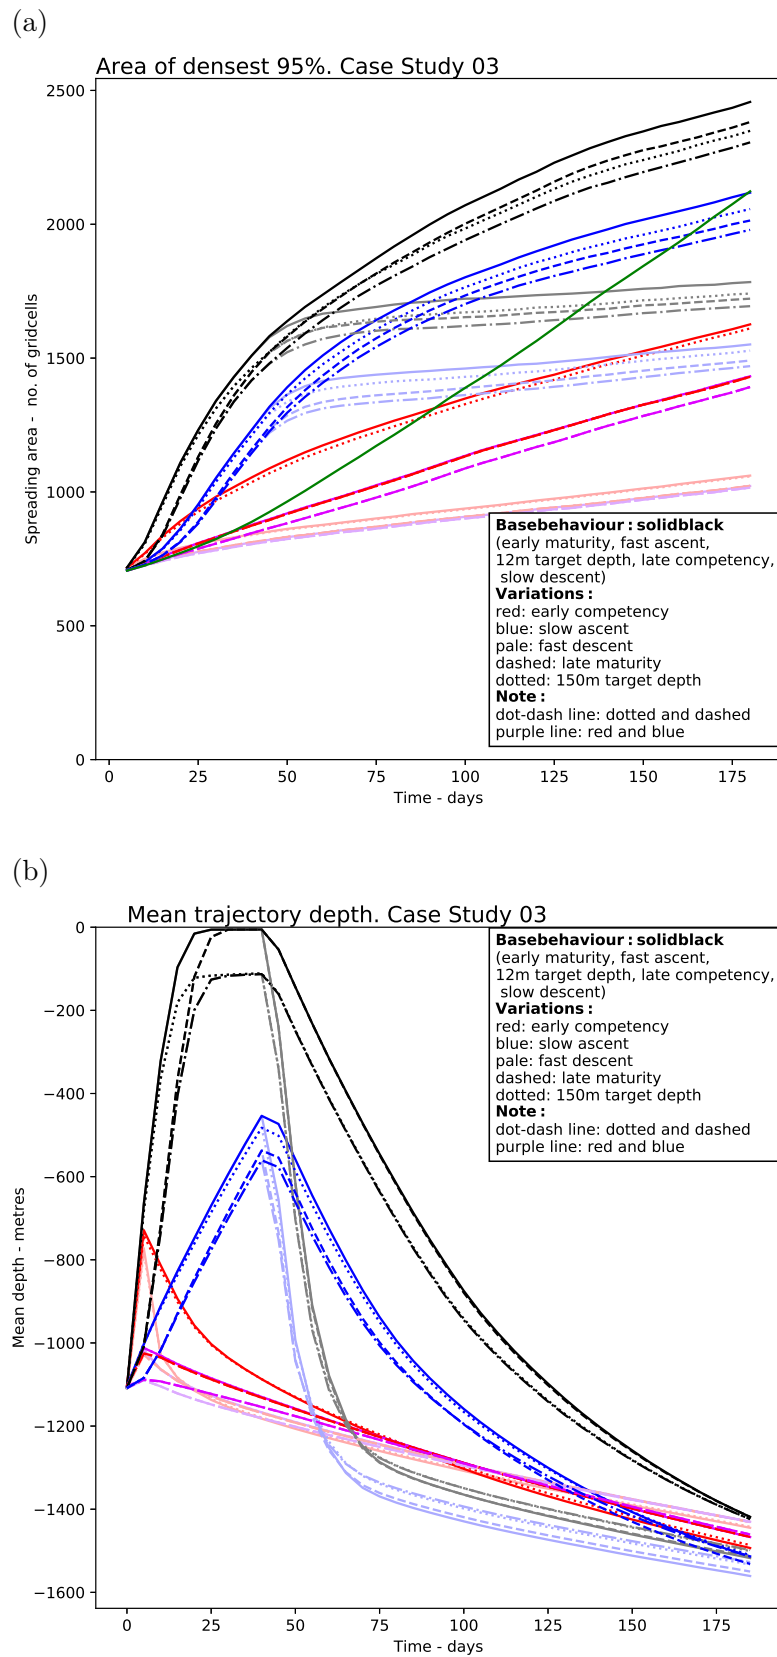 (a)
Area of densest 95%. Case Study 03
2500
2000
1500
1000
500
0
Spreading area - no. of gridcells
Basebehaviour : solidblack
(early maturity, fast ascent,
12m target depth, late competency,
slow descent)
Variations :
red: early competency
blue: slow ascent
pale: fast descent
dashed: late maturity
dotted: 150m target depth
Note :
dot-dash line: dotted and dashed
purple line: red and blue
0 25 50 75 100 125 150 175
Time - days
(b)
Mean trajectory depth. Case Study 03
0
−200
−400
−600
−800
−1000
−1200
−1400
−1600
Mean depth - metres
Basebehaviour : solidblack
(early maturity, fast ascent,
12m target depth, late competency,
slow descent)
Variations :
red: early competency
blue: slow ascent
pale: fast descent
dashed: late maturity
dotted: 150m target depth
Note :
dot-dash line: dotted and dashed
purple line: red and blue
0 25 50 75 100 125 150 175
Time - days